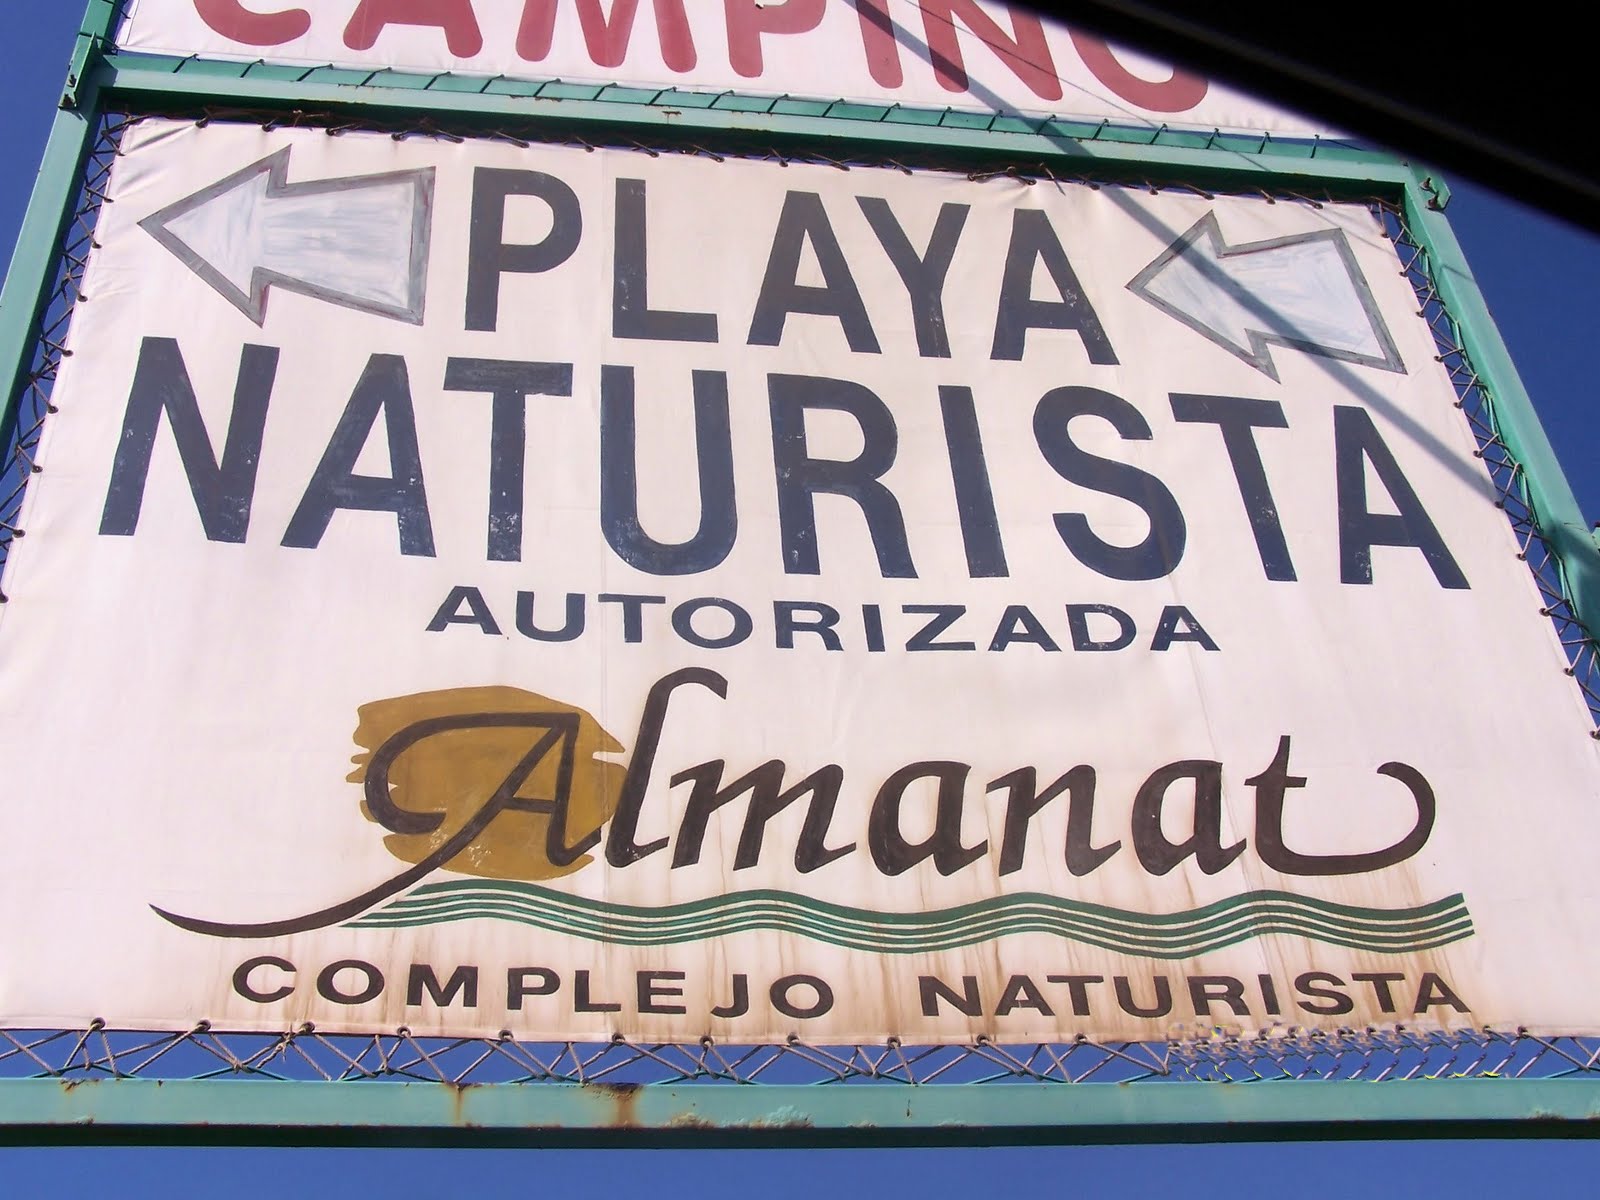 CAMPING
PLAYA
NATURISTA
AUTORIZADA
Almanat
COMPLEJO NATURISTA